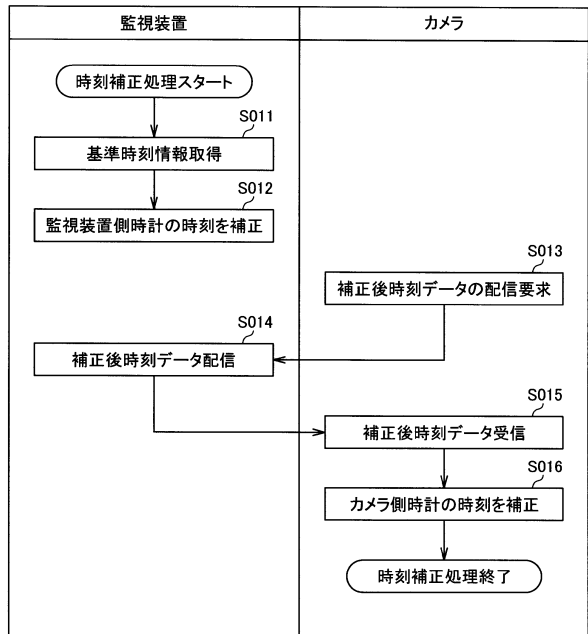 監視装置
カメラ
時刻補正処理スタート
S011
基準時刻情報取得
S012
監視装置側時計の時刻を補正
S013
補正後時刻データの配信要求
S014
補正後時刻データ配信
S015
補正後時刻データ受信
S016
カメラ側時計の時刻を補正
時刻補正処理終了